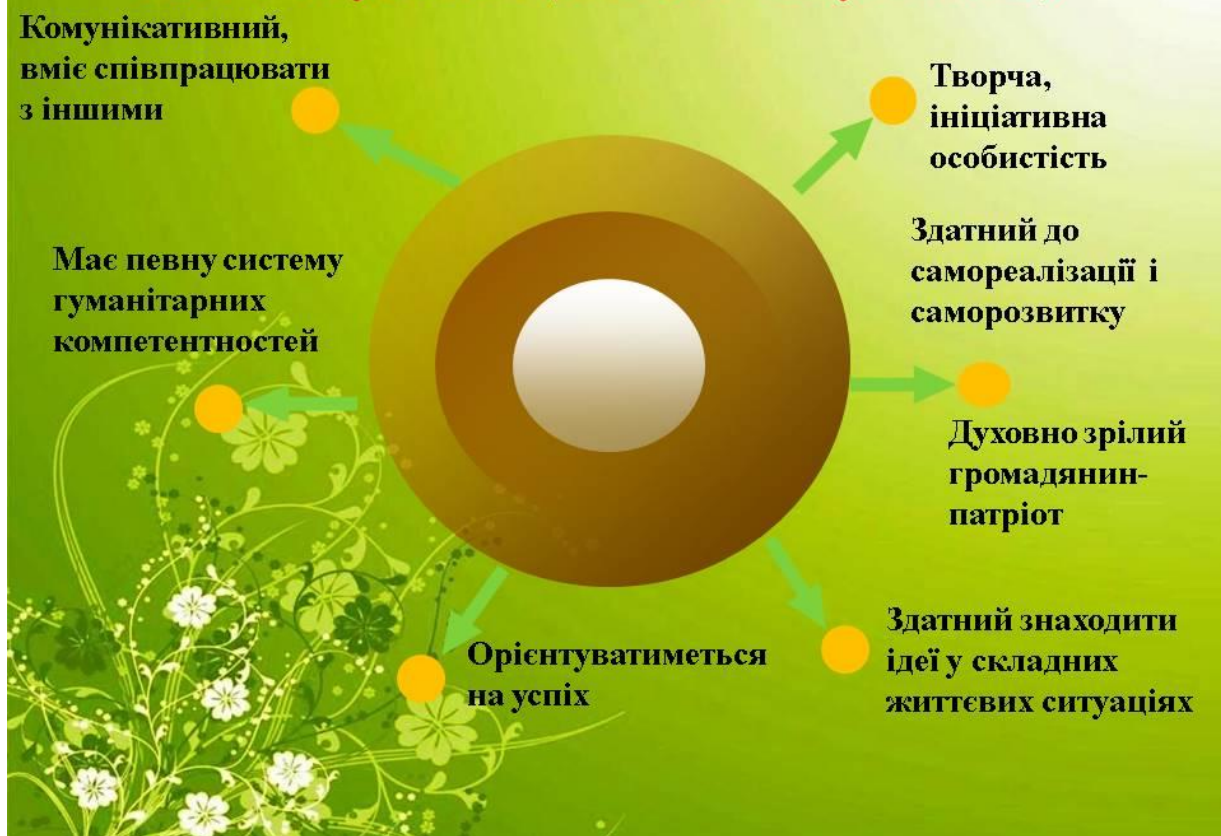 Комунікативний,
вміє співпрацювати
з іншими
Творча,
ініціативна
особистість
Має певну систему
гуманітарних
компетентностей
Здатний до
самореалізації і
саморозвитку
Духовно зрілий
громадянин-
патріот
Орієнтуватиметься
на успіх
Здатний знаходити
ідеї у складних
життєвих ситуаціях